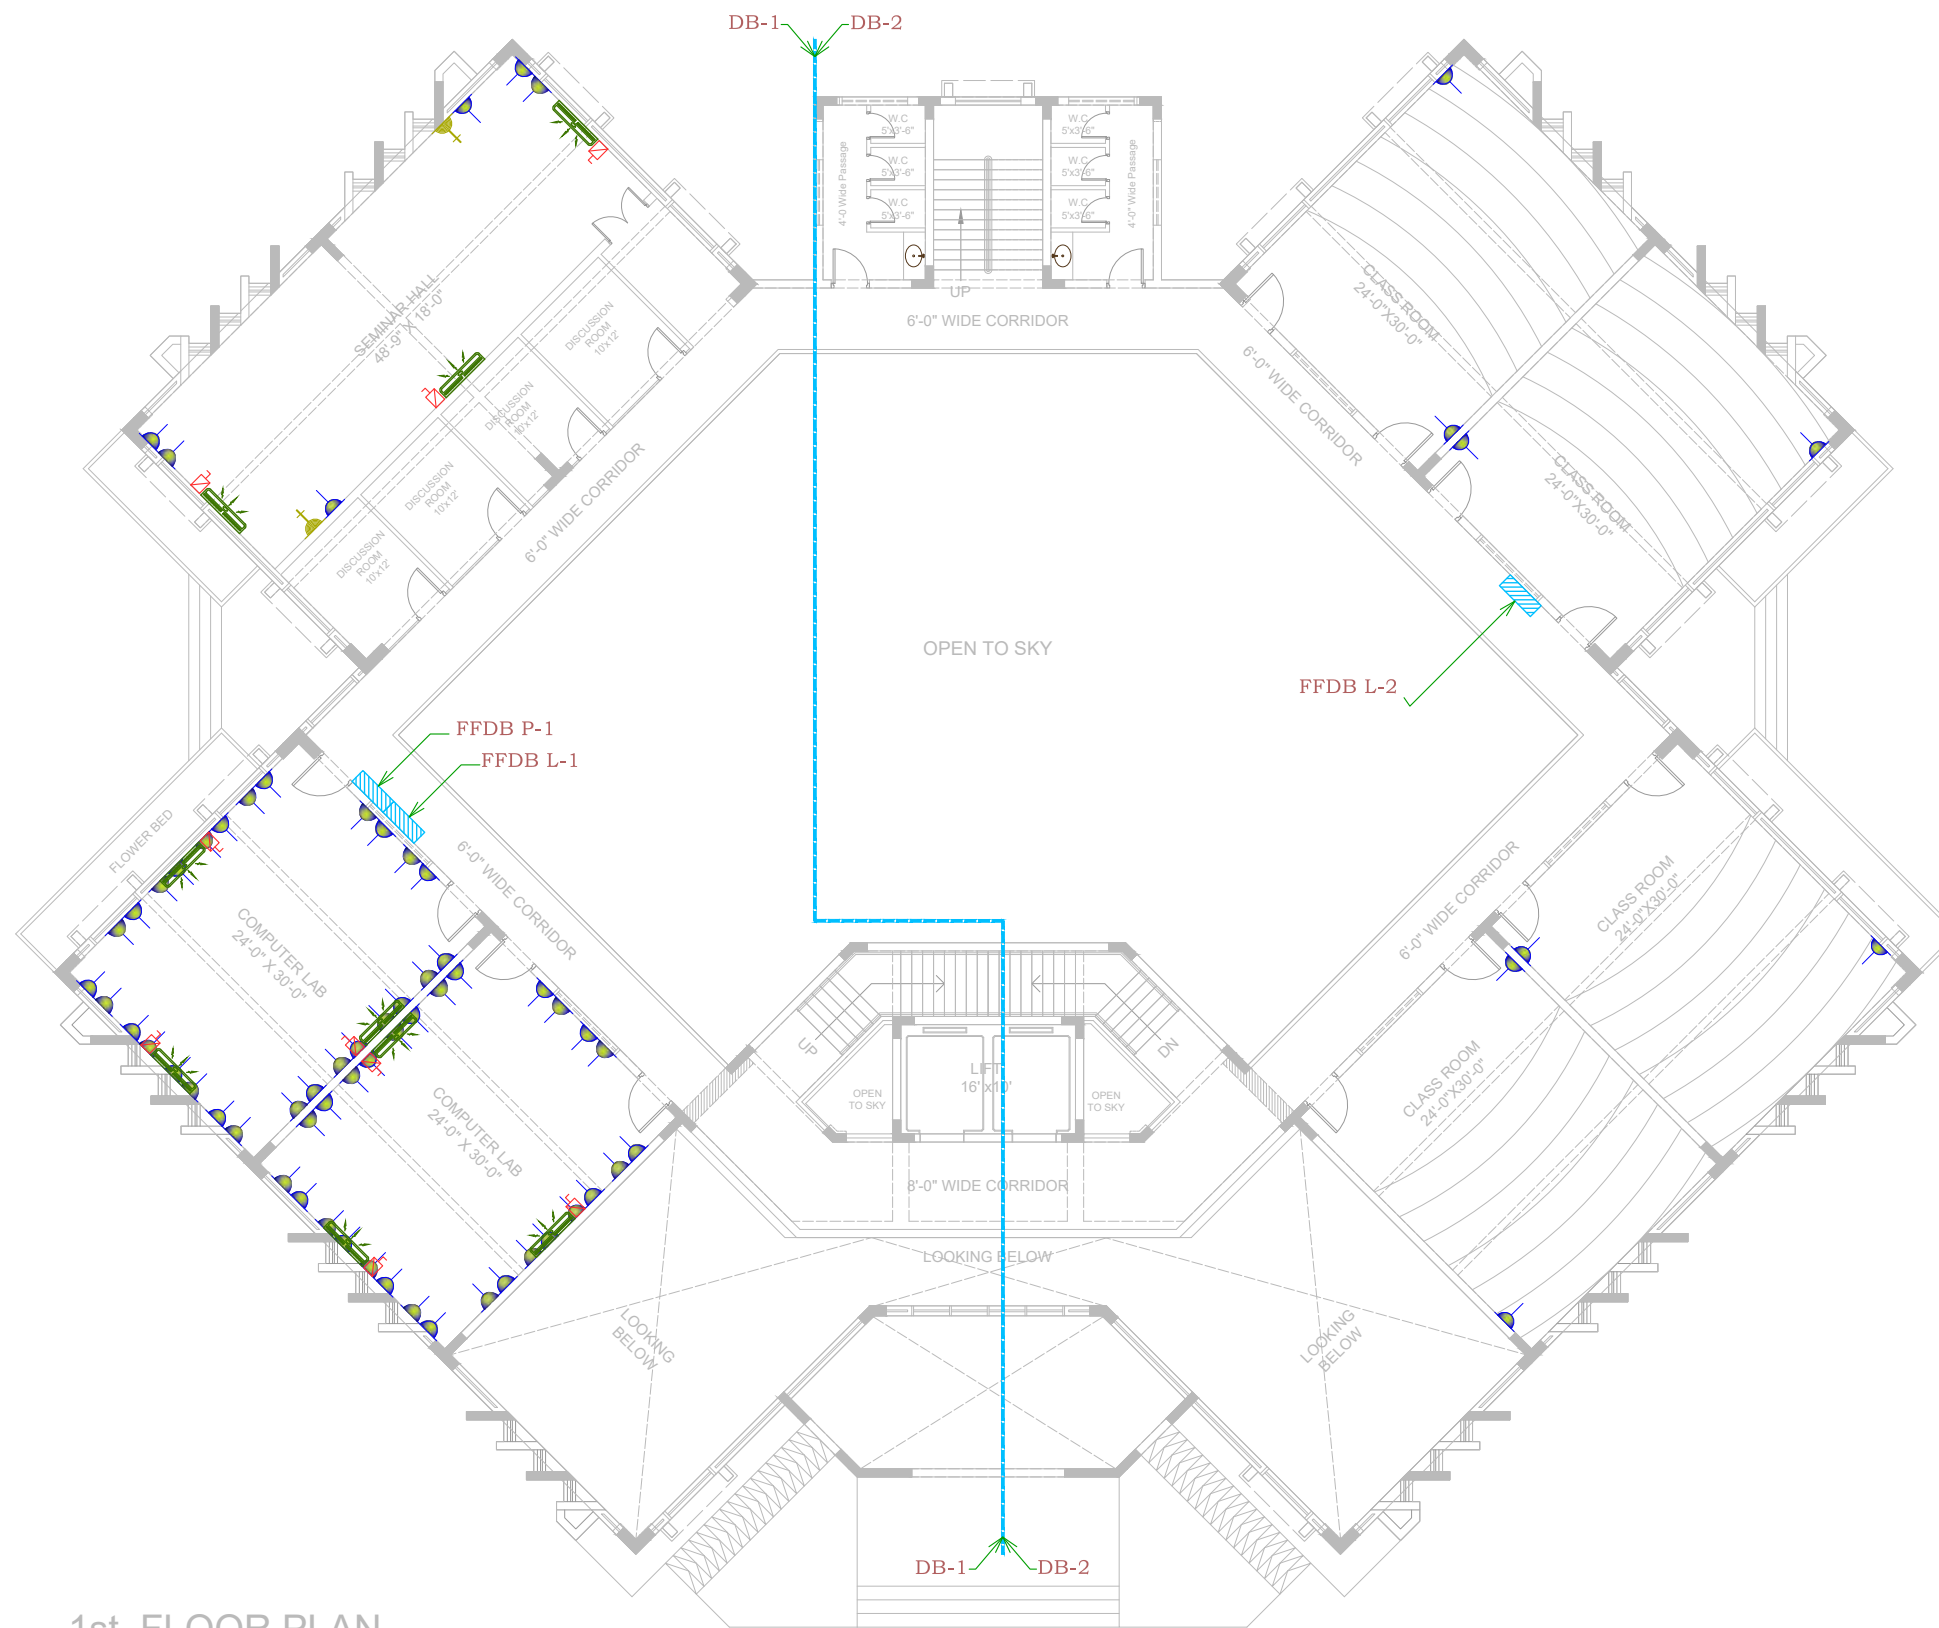 DB-1
DB-2
W.C
5'x3'-6"
W.C
5'x3'-6"
W.C
5'x3'-6"
4'-0 Wide Passage
W.C
5'x3'-6"
W.C
5'x3'-6"
W.C
5'x3'-6"
4'-0" Wide Passage
UP
6'-0" WIDE CORRIDOR
SEMINAR HALL
48'-9" X 18'-0"
DISCUSSION
ROOM
10'x12'
DISCUSSION
ROOM
10'x12'
DISCUSSION
ROOM
10'x12'
DISCUSSION
ROOM
10'x12'
6'-0" WIDE CORRIDOR
CLASS ROOM
24'-0"X30'-0"
6'-0" WIDE CORRIDOR
CLASS ROOM
24'-0"X30'-0"
OPEN TO SKY
FFDB L-2
FFDB P-1
FFDB L-1
FLOWER BED
6'-0" WIDE CORRIDOR
COMPUTER LAB
24'-0" X 30'-0"
COMPUTER LAB
24'-0" X 30'-0"
6'-0" WIDE CORRIDOR
CLASS ROOM
24'-0"X30'-0"
CLASS ROOM
24'-0"X30'-0"
UP
DN
LIFT
16' x10'
OPEN
TO SKY
OPEN
TO SKY
8'-0" WIDE CORRIDOR
LOOKING BELOW
LOOKING
BELOW
LOOKING
BELOW
DB-1
DB-2
1st. FLOOR PLAN